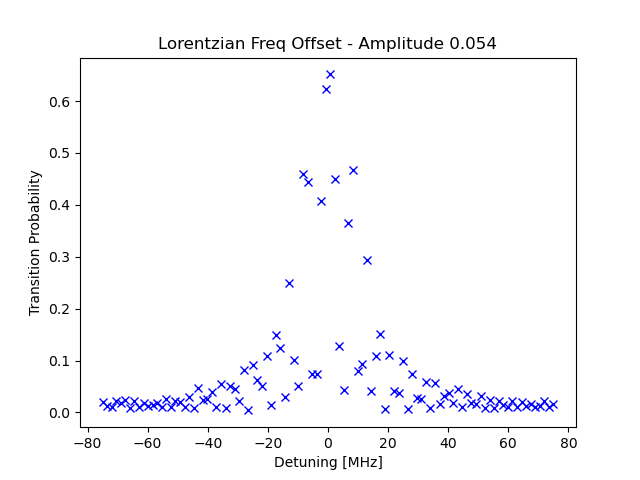 Lorentzian Freq Offset - Amplitude 0.054
Transition Probability
0.6
0.5
0.4
0.3
0.2
0.1
0.0
−80 −60 −40 −20 0 20 40 60 80
Detuning [MHz]